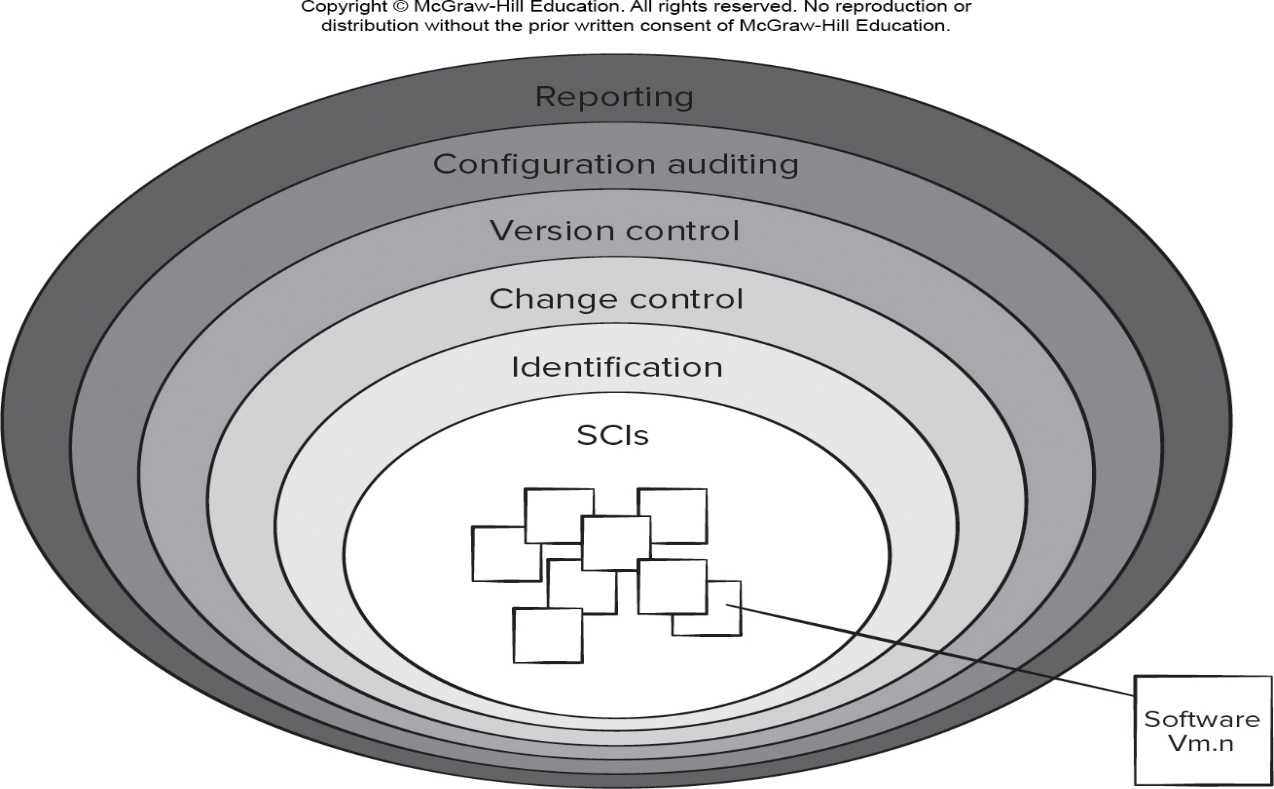 Copyright © McGraw-Hill Education. All rights reserved. No reproduction or
distribution without the prior written consent of McGraw-Hill Education.
Reporting
Configuration auditing
Version control
Change control
Identification
SCIs
Software
Vm.n